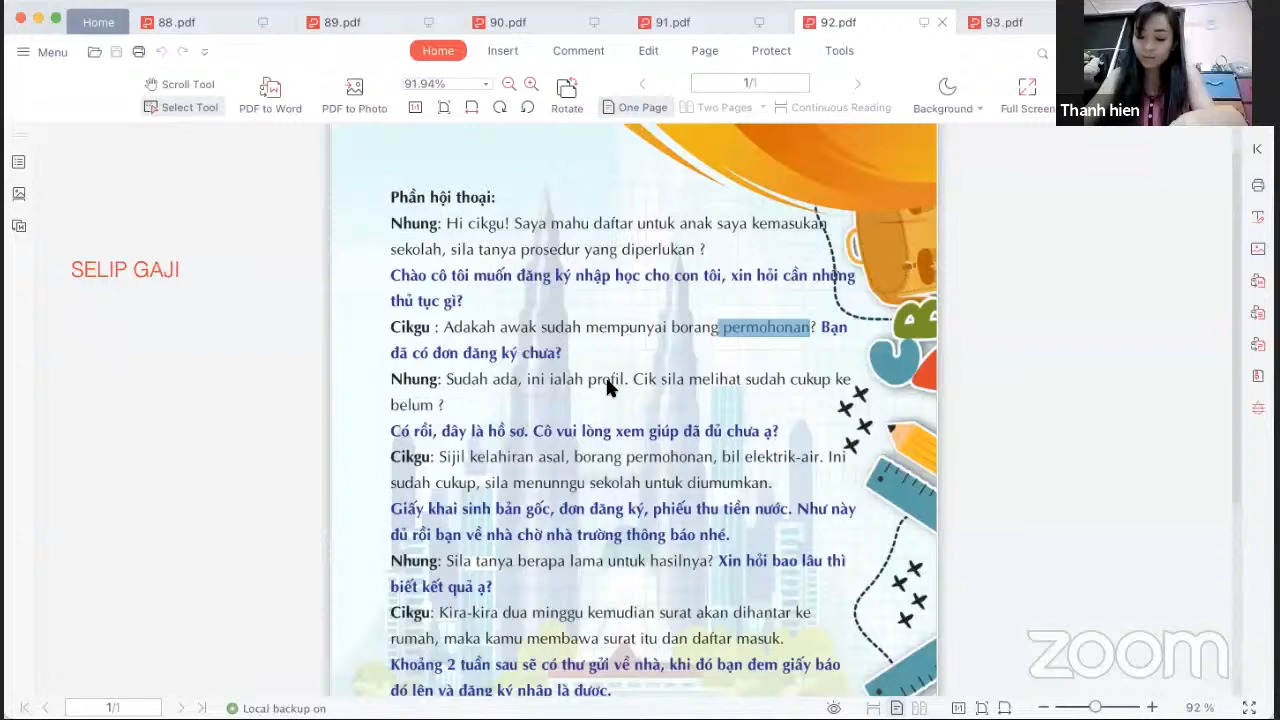 Home
88.pdf
89.pdf
90.pdf
91.pdf
92.pdf
93.pdf
Menu
Home
Insert
Comment
Edit
Page
Protect
Tools
Scroll Tool
Select Tool
PDF to Word
PDF to Photo
91.94%
Rotate
1/1
One Page
Two Pages
Continuous Reading
Background
Full Screen
Thanh hien
SELIP GAJI
Phần hội thoại:
Nhung: Hi cikgu! Saya mahu daftar untuk anak saya kemasukan
sekolah, sila tanya prosedur yang diperlukan ?
Chào cô tôi muốn đăng ký nhập học cho con tôi, xin hỏi cần những
thủ tục gì?
Cikgu : Adakah awak sudah mempunyai borang permohonan? Bạn
đã có đơn đăng ký chưa?
Nhung: Sudah ada, ini ialah profil. Cik sila melihat sudah cukup ke
belum ?
Có rồi, đây là hồ sơ. Cô vui lòng xem giúp đã đủ chưa ạ?
Cikgu: Sijil kelahiran asal, borang permohonan, bil elektrik-air. Ini
sudah cukup, sila menunngu sekolah untuk diumumkan.
Giấy khai sinh bản gốc, đơn đăng ký, phiếu thu tiền nước. Như này
đủ rồi bạn về nhà chờ nhà trường thông báo nhé.
Nhung: Sila tanya berapa lama untuk hasilnya? Xin hỏi bao lâu thì
biết kết quả ạ?
Cikgu: Kira-kira dua minggu kemudian surat akan dihantar ke
rumah, maka kamu membawa surat itu dan daftar masuk.
Khoảng 2 tuần sau sẽ có thư gửi về nhà, khi đó bạn đem giấy báo
đó lên và đăng ký nhập là được.
zoom
1/1
Local backup on
92 %